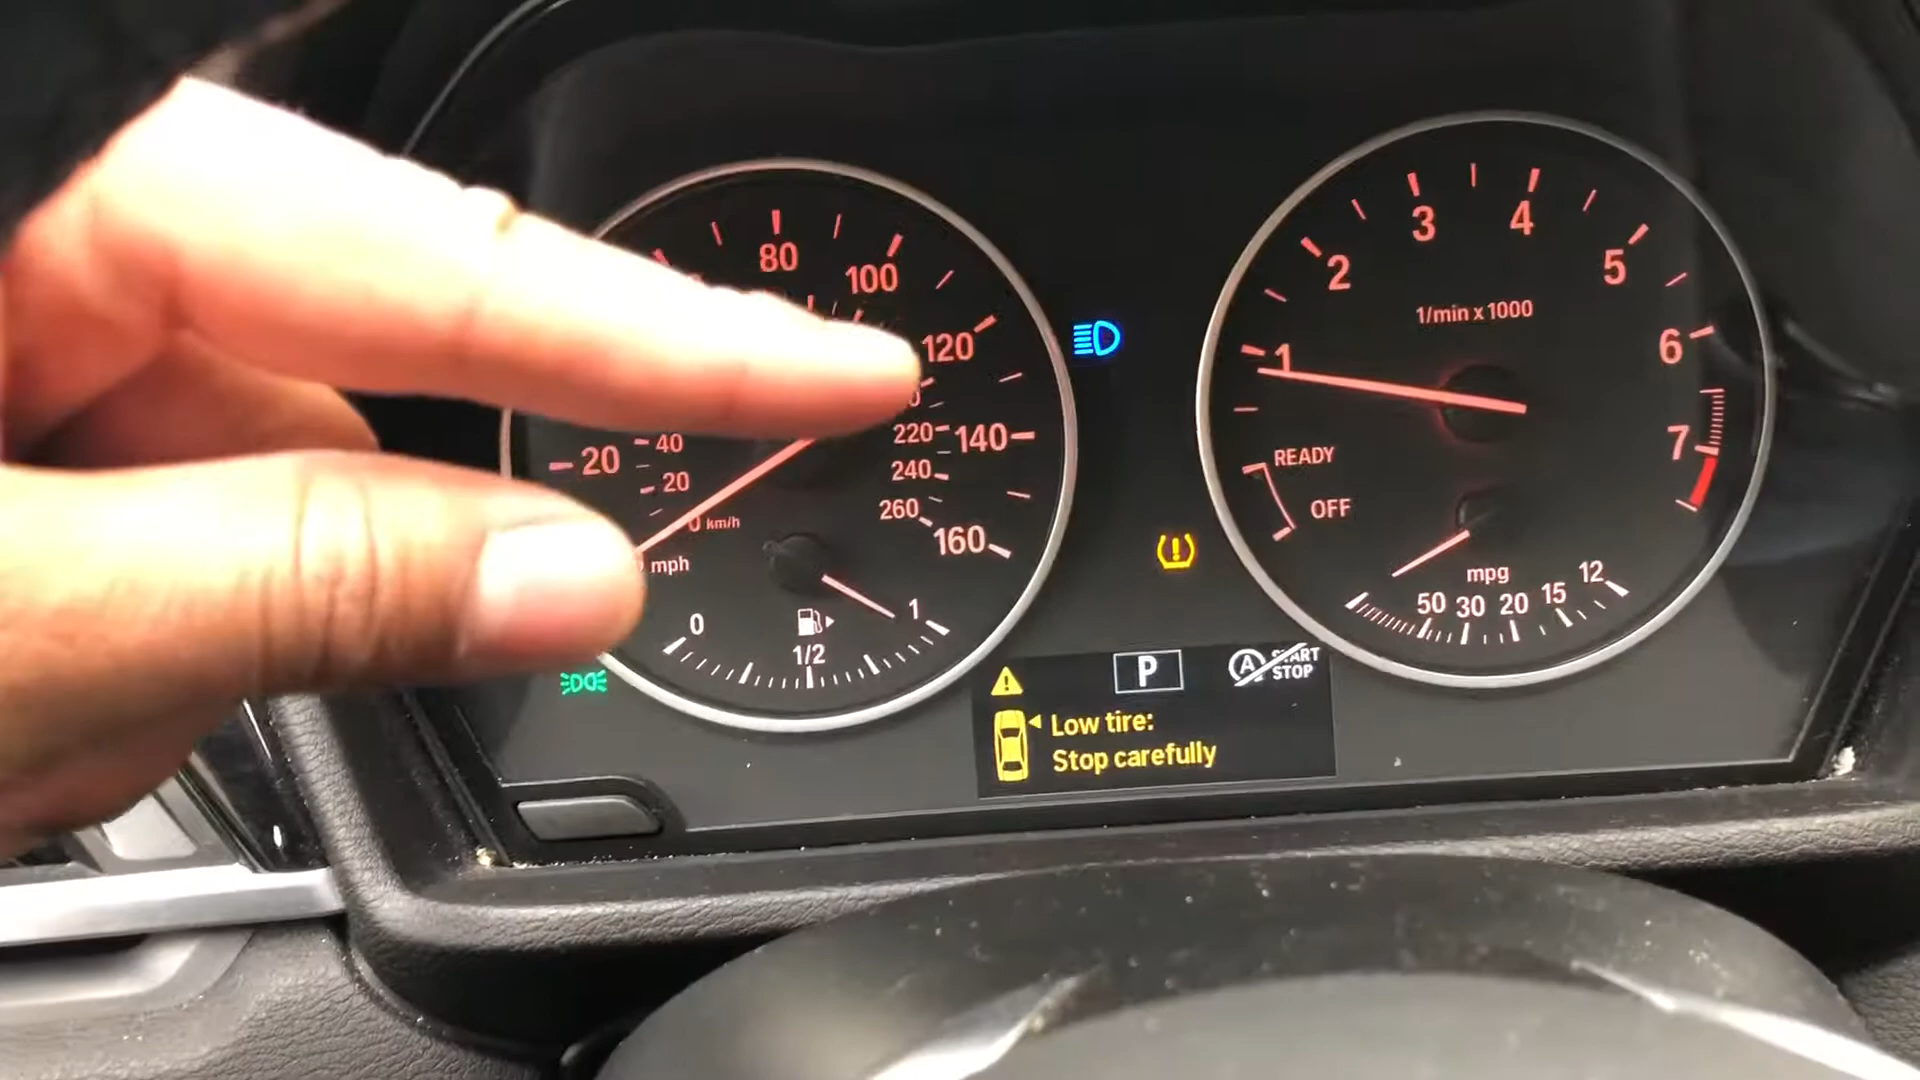 80
100
120
140
160
20
40
20
220
240
260
0 km/h
mph
0
1/2
1
1
2
3
4
5
6
7
1/min x 1000
READY
OFF
mpg
50 30 20 15 12
P
A
START
STOP
Low tire:
Stop carefully